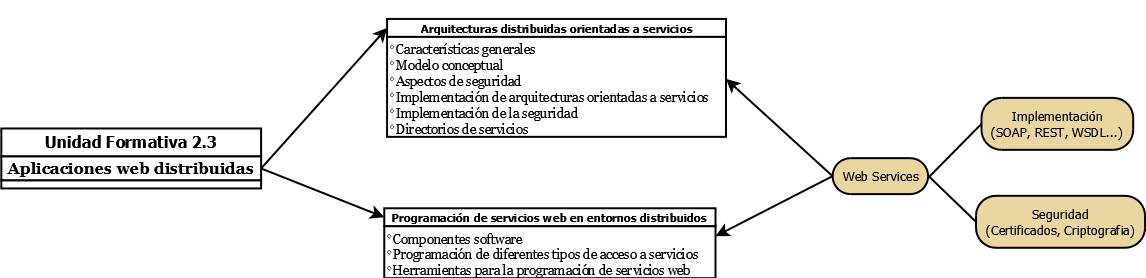 Unidad Formativa 2.3
Aplicaciones web distribuidas
Arquitecturas distribuidas orientadas a servicios
°Características generales
°Modelo conceptual
°Aspectos de seguridad
°Implementación de arquitecturas orientadas a servicios
°Implementación de la seguridad
°Directorios de servicios
Programación de servicios web en entornos distribuidos
°Componentes software
°Programación de diferentes tipos de acceso a servicios
°Herramientas para la programación de servicios web
Web Services
Implementación
(SOAP, REST, WSDL...)
Seguridad
(Certificados, Criptografia)